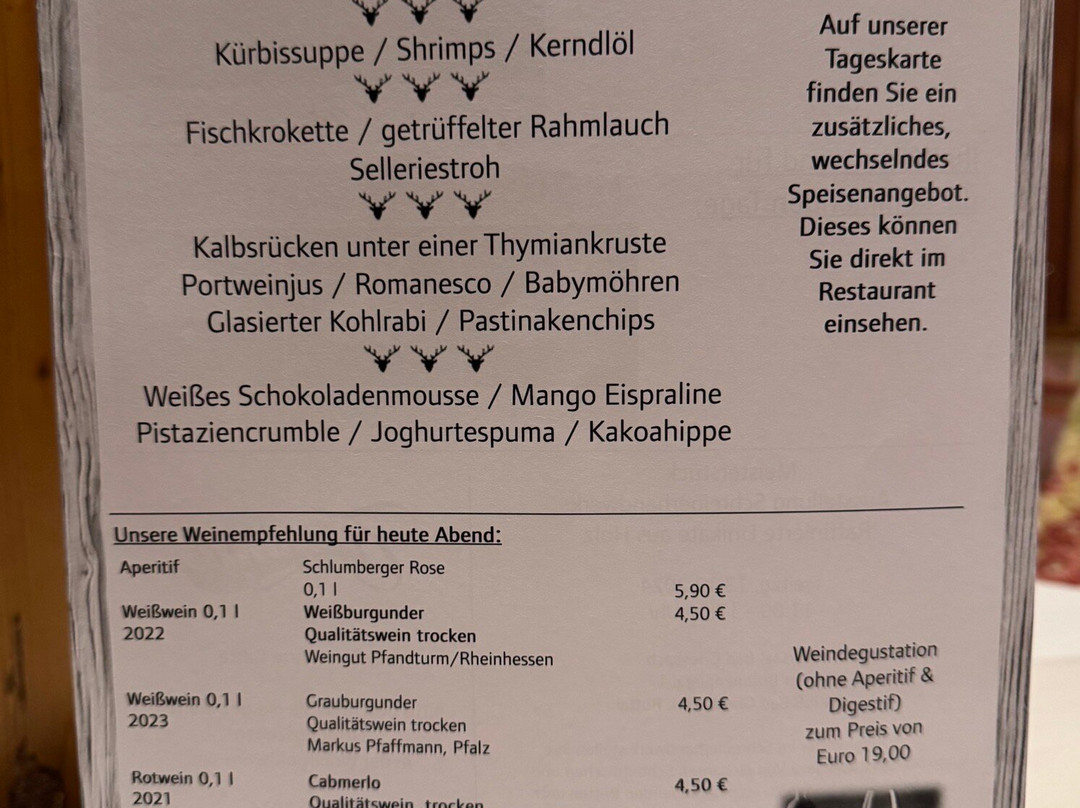 Kürbissuppe / Shrimps / Kerndlöl
Fischkrokette / getrüffelter Rahmlauch
Selleriestroh
Kalbsrücken unter einer Thymiankruste
Portweinjus / Romanesco / Babymöhren
Glasierter Kohlrabi / Pastinakenchips
Weißes Schokoladenmousse / Mango Eispraline
Pistaziencrumble / Joghurtespuma / Kakoahippe
Auf unserer
Tageskarte
finden Sie ein
zusätzliches,
wechselndes
Speisenangebot.
Dieses können
Sie direkt im
Restaurant
einsehen.
Unsere Weinempfehlung für heute Abend:
Aperitif Schlumberger Rose
0,1 l 5,90 €
Weißwein 0,1 l Weißburgunder 4,50 €
2022 Qualitätswein trocken
Weingut Pfandturm/Rheinhessen
Weißwein 0,1 l Grauburgunder 4,50 €
2023 Qualitätswein trocken
Markus Pfaffmann, Pfalz
Rotwein 0,1 l Cabmerlo 4,50 €
2021 Qualitätswein trocken
Weindegustation
(ohne Aperitif &
Digestif)
zum Preis von
Euro 19,00